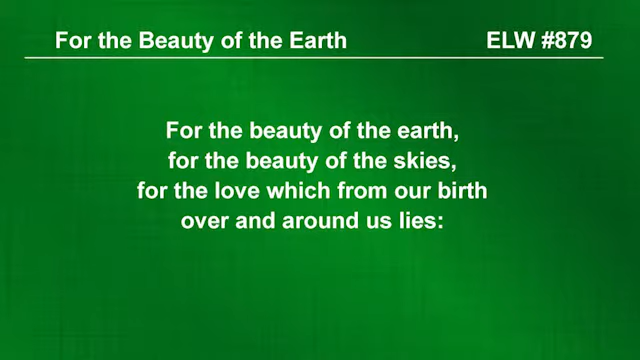 For the Beauty of the Earth ELW #879
For the beauty of the earth,
for the beauty of the skies,
for the love which from our birth
over and around us lies: